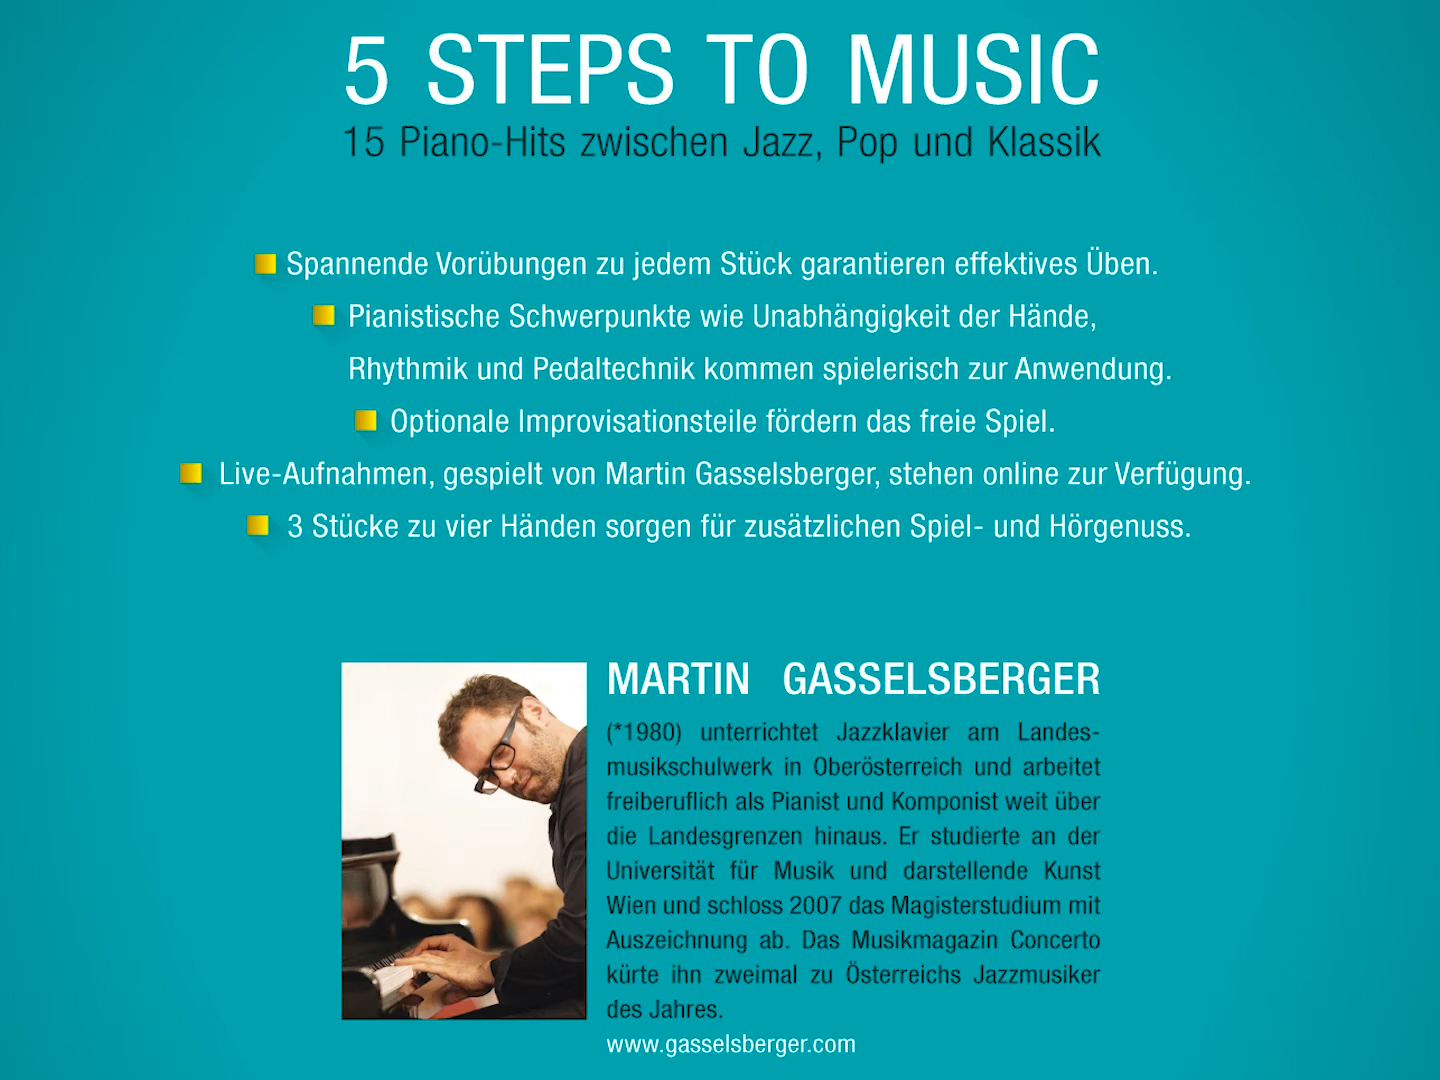 5 STEPS TO MUSIC
15 Piano-Hits zwischen Jazz, Pop und Klassik
Spannende Vorübungen zu jedem Stück garantieren effektives Üben.
Pianistische Schwerpunkte wie Unabhängigkeit der Hände,
Rhythmik und Pedaltechnik kommen spielerisch zur Anwendung.
Optionale Improvisationsteile fördern das freie Spiel.
Live-Aufnahmen, gespielt von Martin Gasselsberger, stehen online zur Verfügung.
3 Stücke zu vier Händen sorgen für zusätzlichen Spiel- und Hörgenuss.
MARTIN GASSELSBERGER
(*1980) unterrichtet Jazzklavier am Landes-
musikschulwerk in Oberösterreich und arbeitet
freiberuflich als Pianist und Komponist weit über
die Landesgrenzen hinaus. Er studierte an der
Universität für Musik und darstellende Kunst
Wien und schloss 2007 das Magisterstudium mit
Auszeichnung ab. Das Musikmagazin Concerto
kürte ihn zweimal zu Österreichs Jazzmusiker
des Jahres.
www.gasselsberger.com